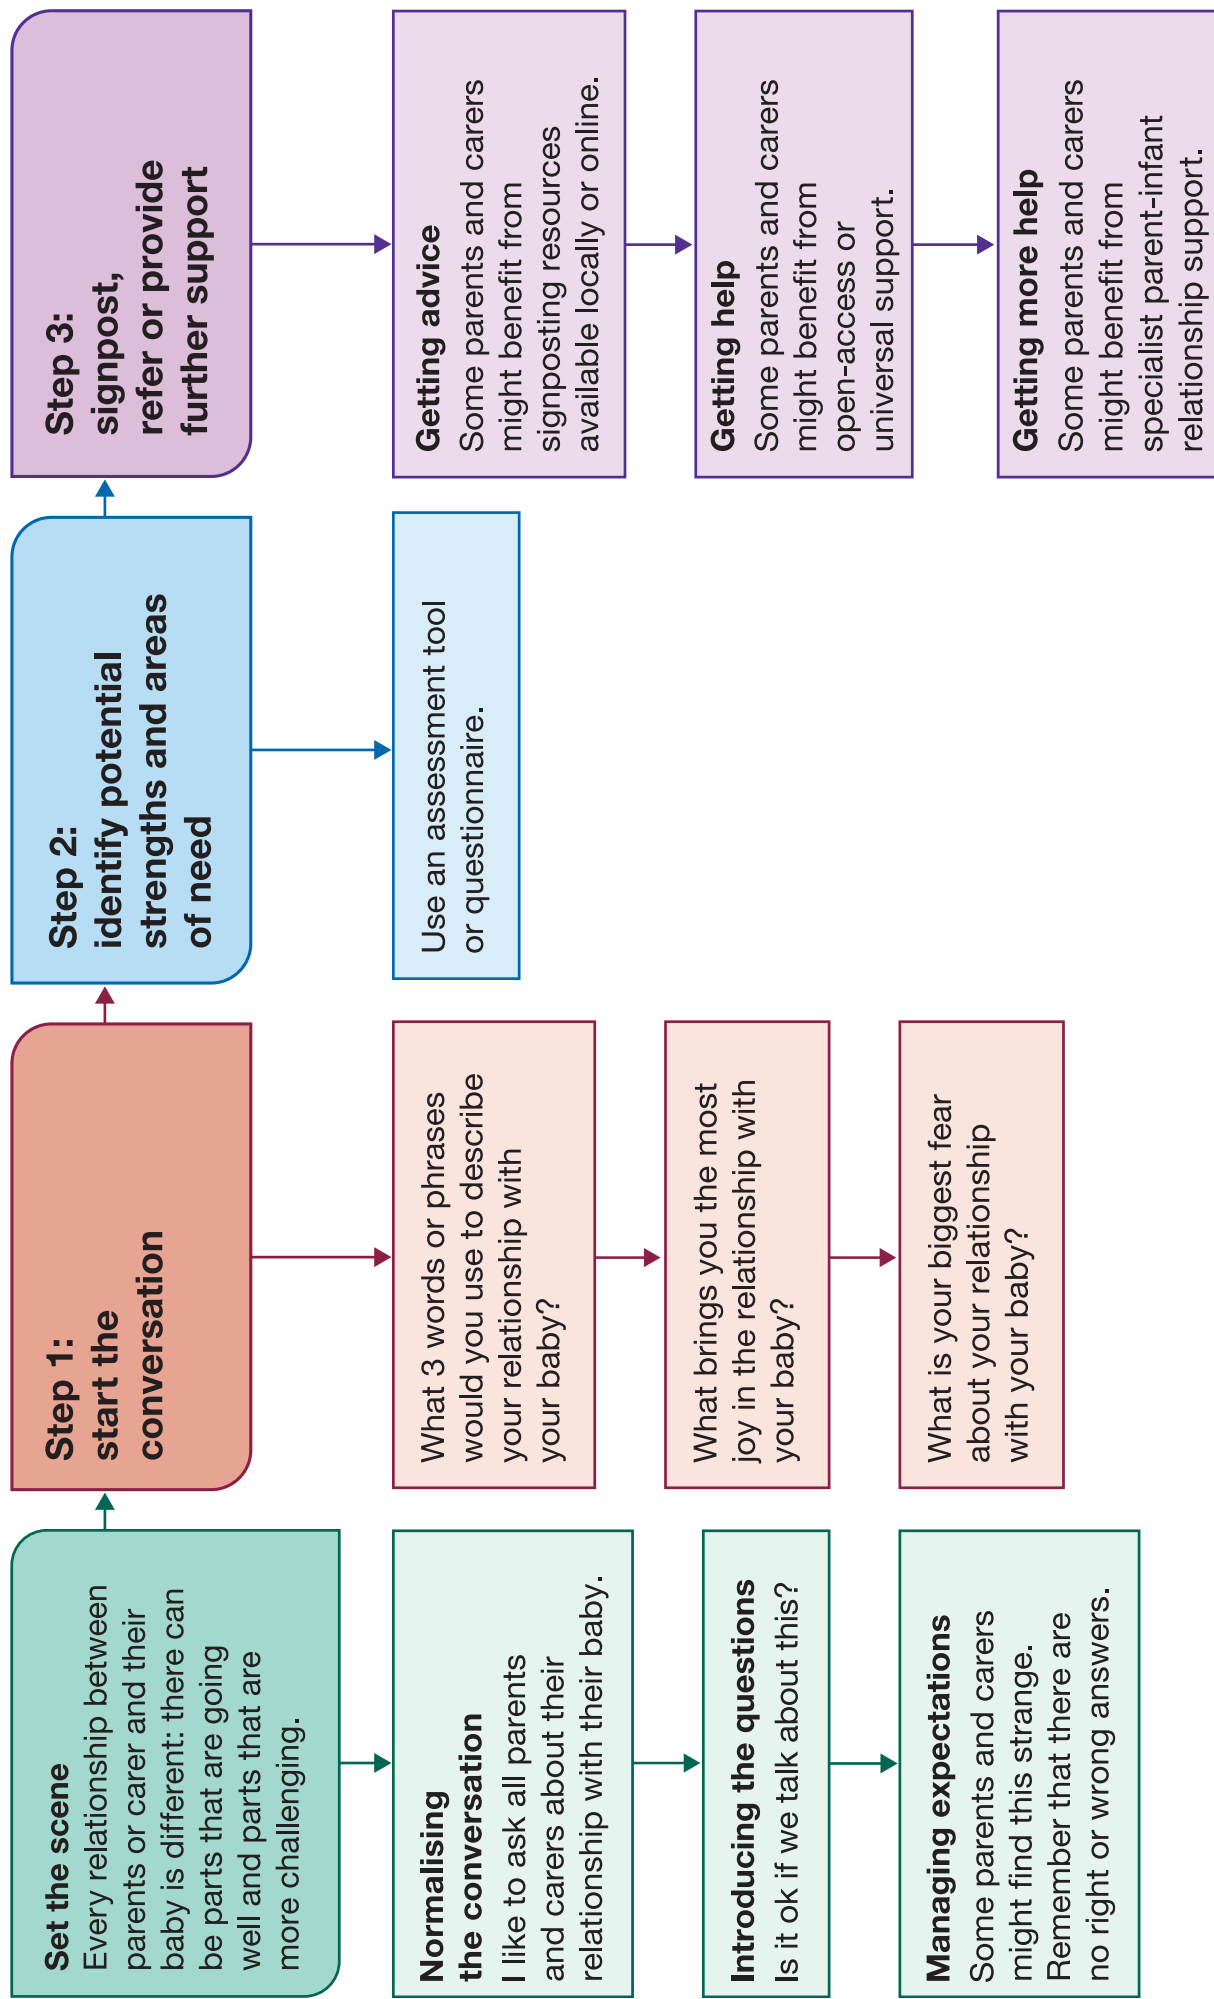 Set the scene
Every relationship between
parents or carer and their
baby is different: there can
be parts that are going
well and parts that are
more challenging.
Normalising
the conversation
I like to ask all parents
and carers about their
relationship with their baby.
Introducing the questions
Is it ok if we talk about this?
Managing expectations
Some parents and carers
might find this strange.
Remember that there are
no right or wrong answers.
Step 1:
start the
conversation
What 3 words or phrases
would you use to describe
your relationship with
your baby?
What brings you the most
joy in the relationship with
your baby?
What is your biggest fear
about your relationship
with your baby?
Step 2:
identify potential
strengths and areas
of need
Use an assessment tool
or questionnaire.
Step 3:
signpost,
refer or provide
further support
Getting advice
Some parents and carers
might benefit from
signposting resources
available locally or online.
Getting help
Some parents and carers
might benefit from
open-access or
universal support.
Getting more help
Some parents and carers
might benefit from
specialist parent-infant
relationship support.